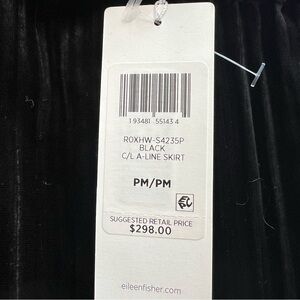 1 93481 55143 4
R0XHW-S4235P
BLACK
C/L A-LINE SKIRT
PM/PM
SUGGESTED RETAIL PRICE
$298.00
eileenfisher.com